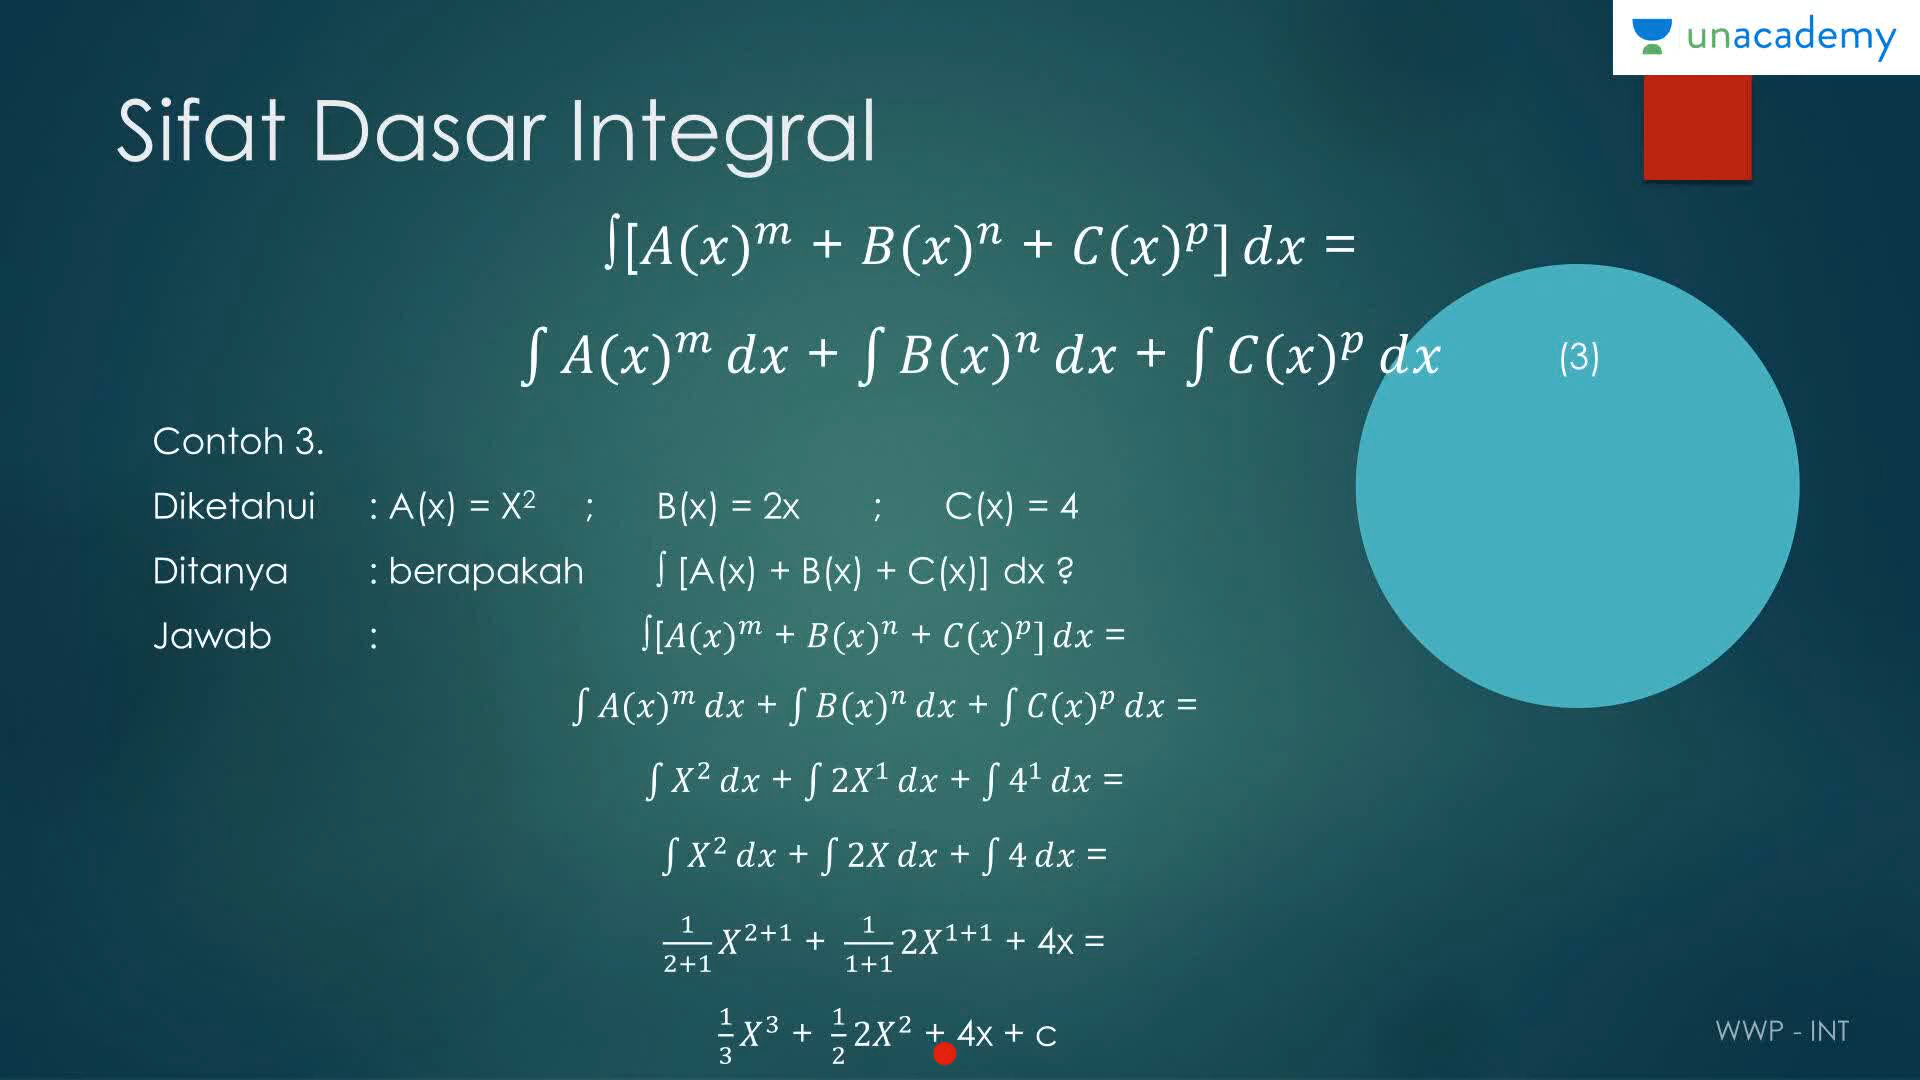 unacademy
Sifat Dasar Integral
∫[A(x)^m + B(x)^n + C(x)^p] dx =
∫ A(x)^m dx + ∫ B(x)^n dx + ∫ C(x)^p dx (3)
Contoh 3.
Diketahui : A(x) = X² ; B(x) = 2x ; C(x) = 4
Ditanya : berapakah ∫ [A(x) + B(x) + C(x)] dx ?
Jawab : ∫[A(x)^m + B(x)^n + C(x)^p] dx =
∫ A(x)^m dx + ∫ B(x)^n dx + ∫ C(x)^p dx =
∫ X² dx + ∫ 2X¹ dx + ∫ 4¹ dx =
∫ X² dx + ∫ 2X dx + ∫ 4 dx =
1/(2+1) X^(2+1) + 1/(1+1) 2X^(1+1) + 4x =
1/3 X³ + 1/2 2X² + 4x + c
WWP - INT